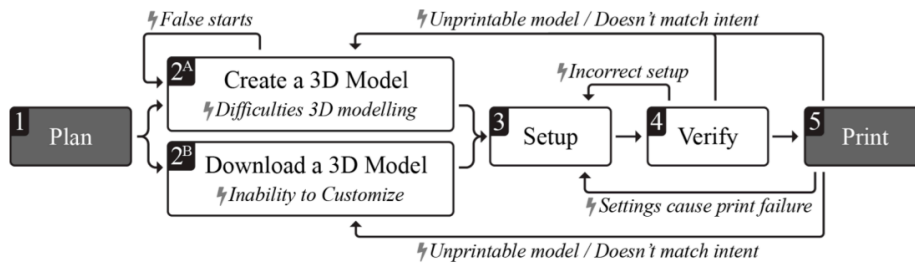 False starts
Unprintable model / Doesn't match intent
2A
Create a 3D Model
Difficulties 3D modelling
Incorrect setup
1
Plan
3
Setup
4
Verify
5
Print
2B
Download a 3D Model
Inability to Customize
Settings cause print failure
Unprintable model / Doesn't match intent